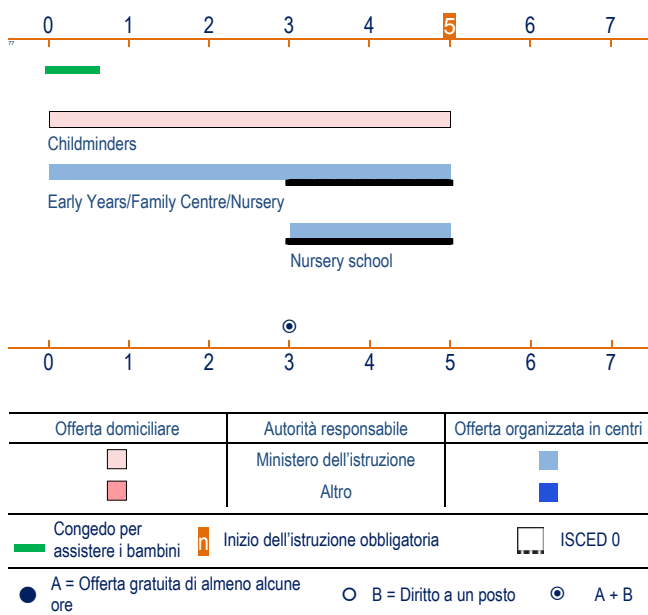 0 1 2 3 4 5 6 7
77
Childminders
Early Years/Family Centre/Nursery
Nursery school
0 1 2 3 4 5 6 7
Offerta domiciliare Autorità responsabile Offerta organizzata in centri
Ministero dell'istruzione
Altro
Congedo per
assistere i bambini
n Inizio dell'istruzione obbligatoria
ISCED 0
A = Offerta gratuita di almeno alcune
ore
B = Diritto a un posto
A + B